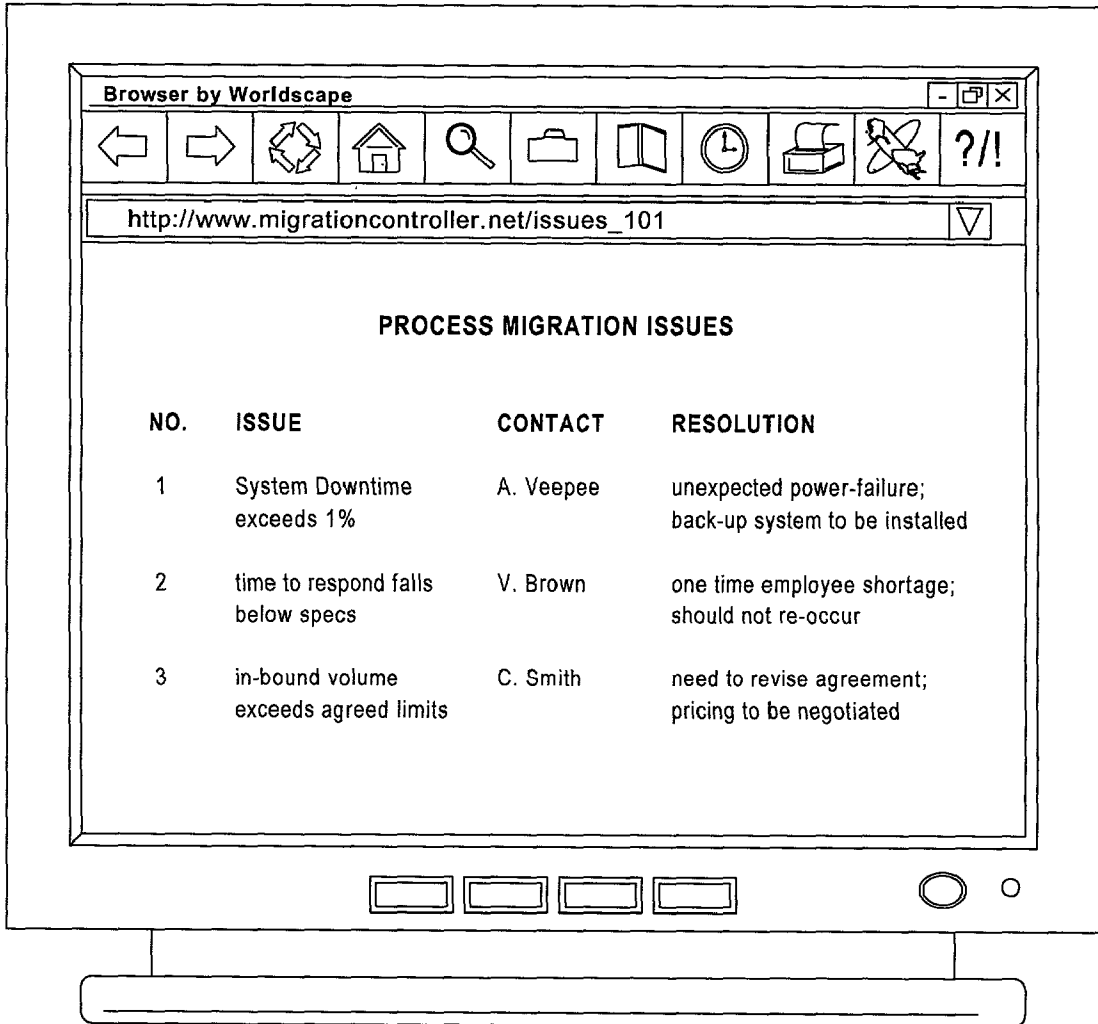 Browser by Worldscape
?/!
http://www.migrationcontroller.net/issues_101
PROCESS MIGRATION ISSUES
NO. ISSUE CONTACT RESOLUTION
1 System Downtime A. Veepee unexpected power-failure;
exceeds 1% back-up system to be installed
2 time to respond falls V. Brown one time employee shortage;
below specs should not re-occur
3 in-bound volume C. Smith need to revise agreement;
exceeds agreed limits pricing to be negotiated